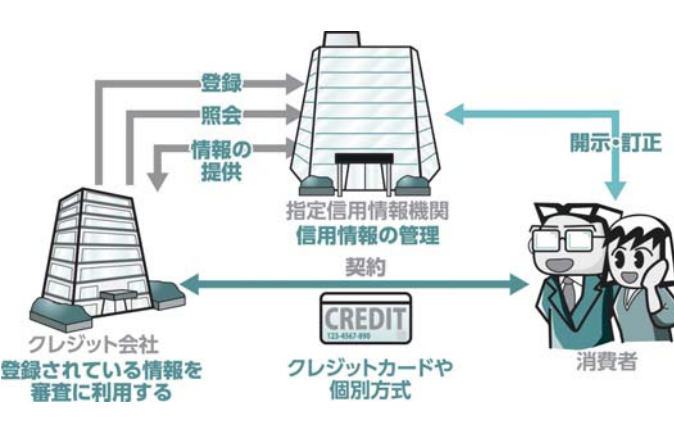 登録
照会
情報の
提供
開示・訂正
指定信用情報機関
信用情報の管理
契約
CREDIT
123-4567-890
クレジット会社
登録されている情報を
審査に利用する
クレジットカードや
個別方式
消費者